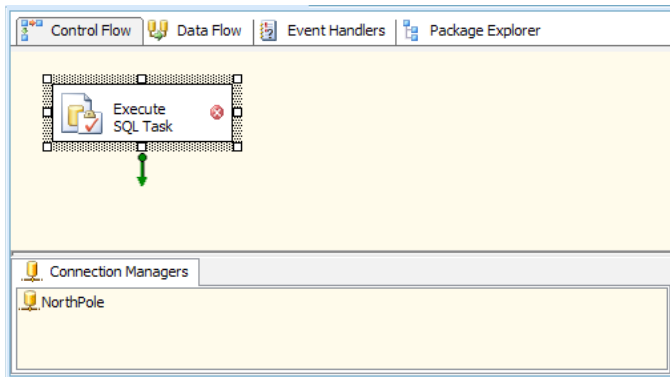 Control Flow
Data Flow
Event Handlers
Package Explorer
Execute
SQL Task
Connection Managers
NorthPole